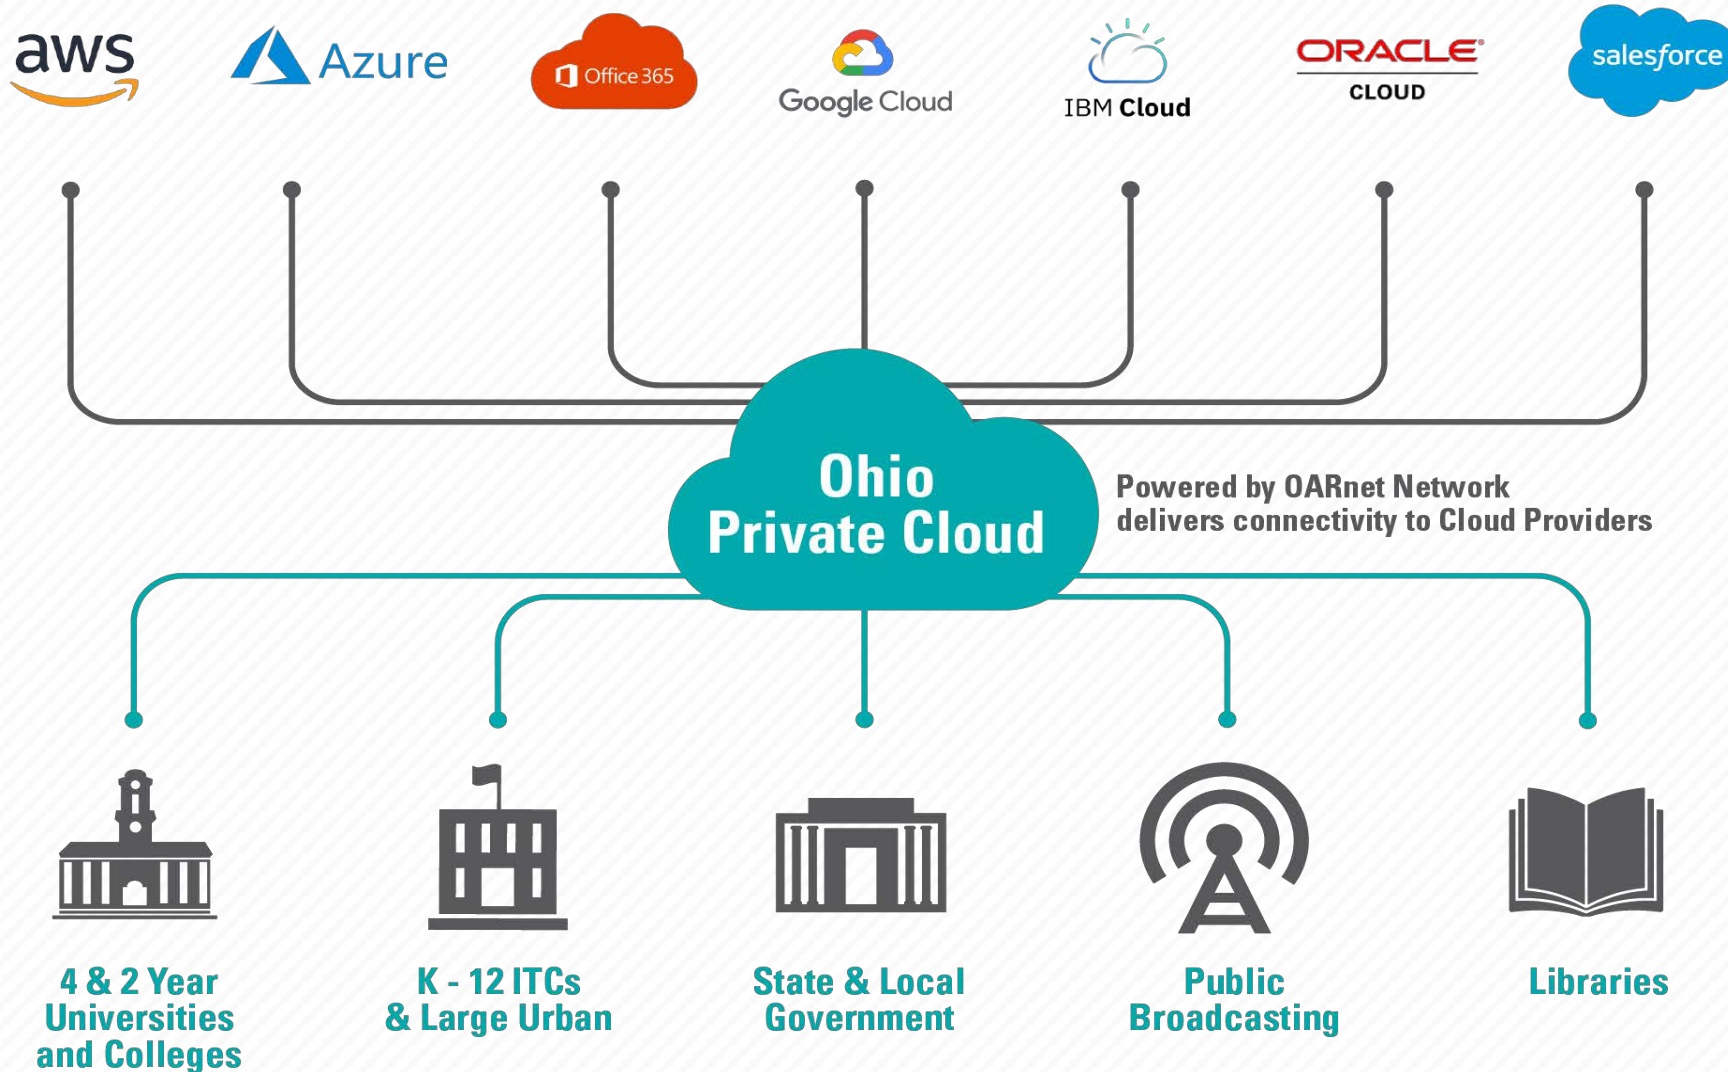 aws
Azure
Office 365
Google Cloud
IBM Cloud
ORACLE®
CLOUD
salesforce
Ohio
Private Cloud
Powered by OARnet Network
delivers connectivity to Cloud Providers
4 & 2 Year
Universities
and Colleges
K - 12 ITCs
& Large Urban
State & Local
Government
Public
Broadcasting
Libraries